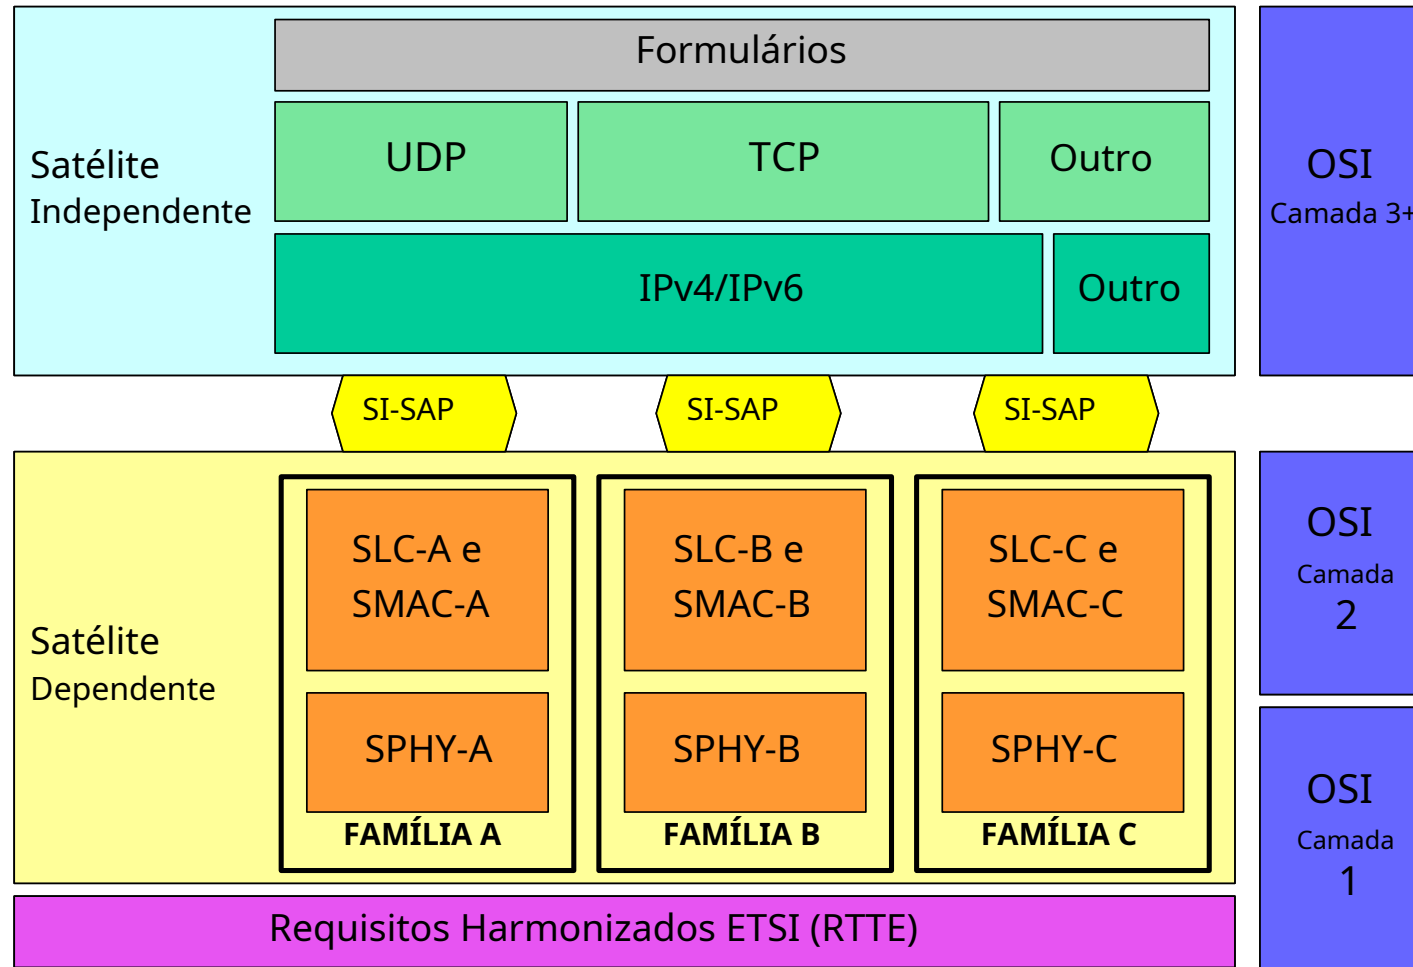 Formulários
UDP
TCP
Outro
Satélite
Independente
IPv4/IPv6
Outro
OSI
Camada 3+
SI-SAP
SI-SAP
SI-SAP
Satélite
Dependente
SLC-A e
SMAC-A
SPHY-A
FAMÍLIA A
SLC-B e
SMAC-B
SPHY-B
FAMÍLIA B
SLC-C e
SMAC-C
SPHY-C
FAMÍLIA C
OSI
Camada
2
OSI
Camada
1
Requisitos Harmonizados ETSI (RTTE)